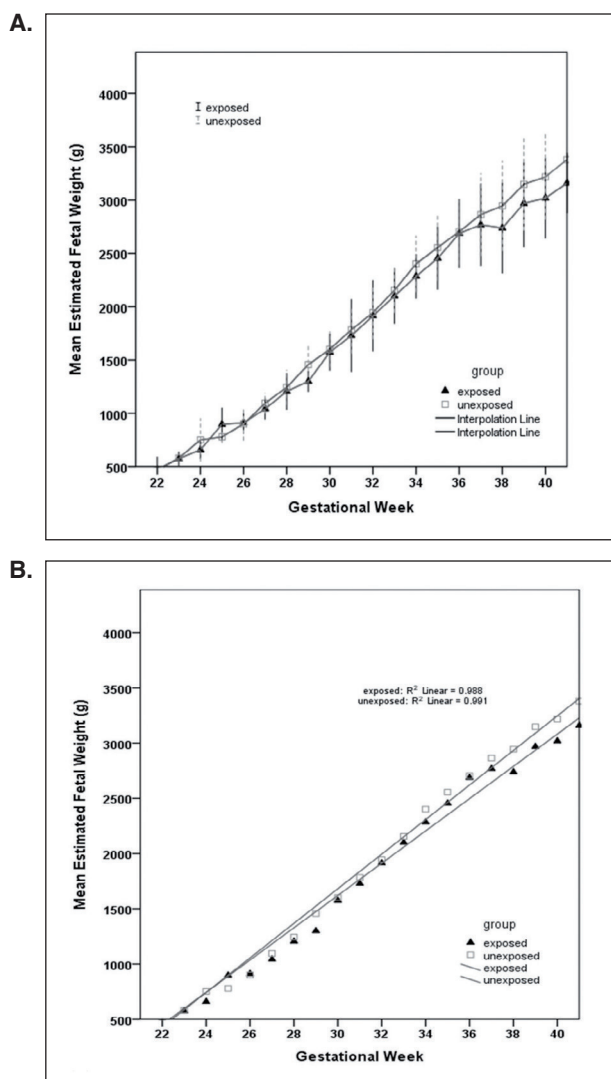 A.
Mean Estimated Fetal Weight (g)
4000
3500
3000
2500
2000
1500
1000
500
exposed
unexposed
group
exposed
unexposed
Interpolation Line
Interpolation Line
22 24 26 28 30 32 34 36 38 40
Gestational Week
B.
Mean Estimated Fetal Weight (g)
4000
3500
3000
2500
2000
1500
1000
500
exposed: R² Linear = 0.988
unexposed: R² Linear = 0.991
group
exposed
unexposed
exposed
unexposed
22 24 26 28 30 32 34 36 38 40
Gestational Week